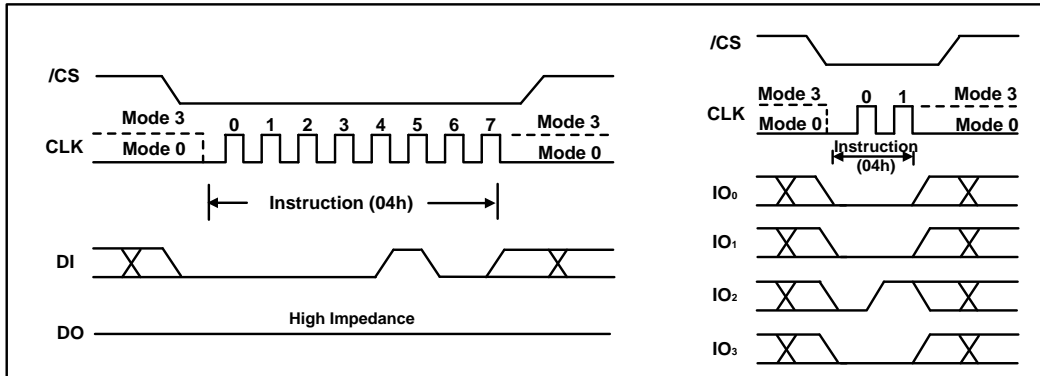 /CS
Mode 3
CLK
Mode 0
0 1 2 3 4 5 6 7
Mode 3
Mode 0
Instruction (04h)
DI
DO
High Impedance
/CS
Mode 3
CLK
Mode 0
0 1
Mode 3
Mode 0
Instruction
(04h)
IO0
IO1
IO2
IO3